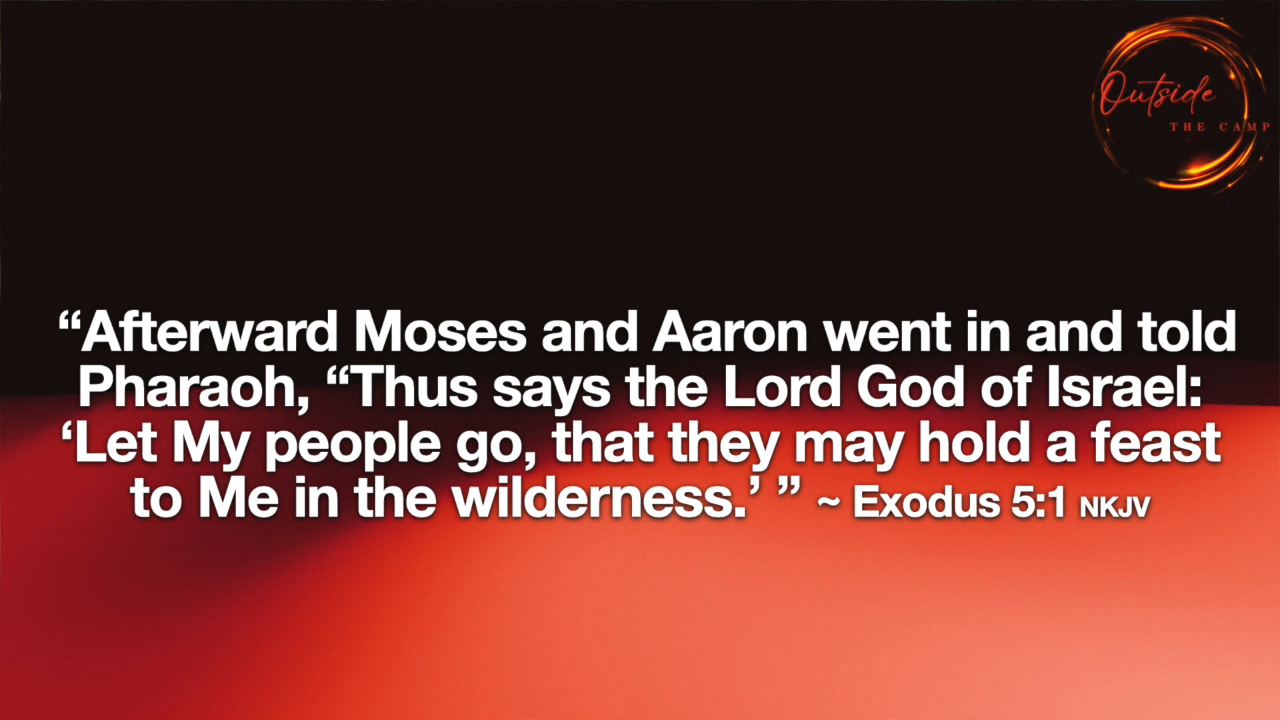 Outside
THE CAMP
“Afterward Moses and Aaron went in and told
Pharaoh, “Thus says the Lord God of Israel:
‘Let My people go, that they may hold a feast
to Me in the wilderness.’ ” ~ Exodus 5:1 NKJV